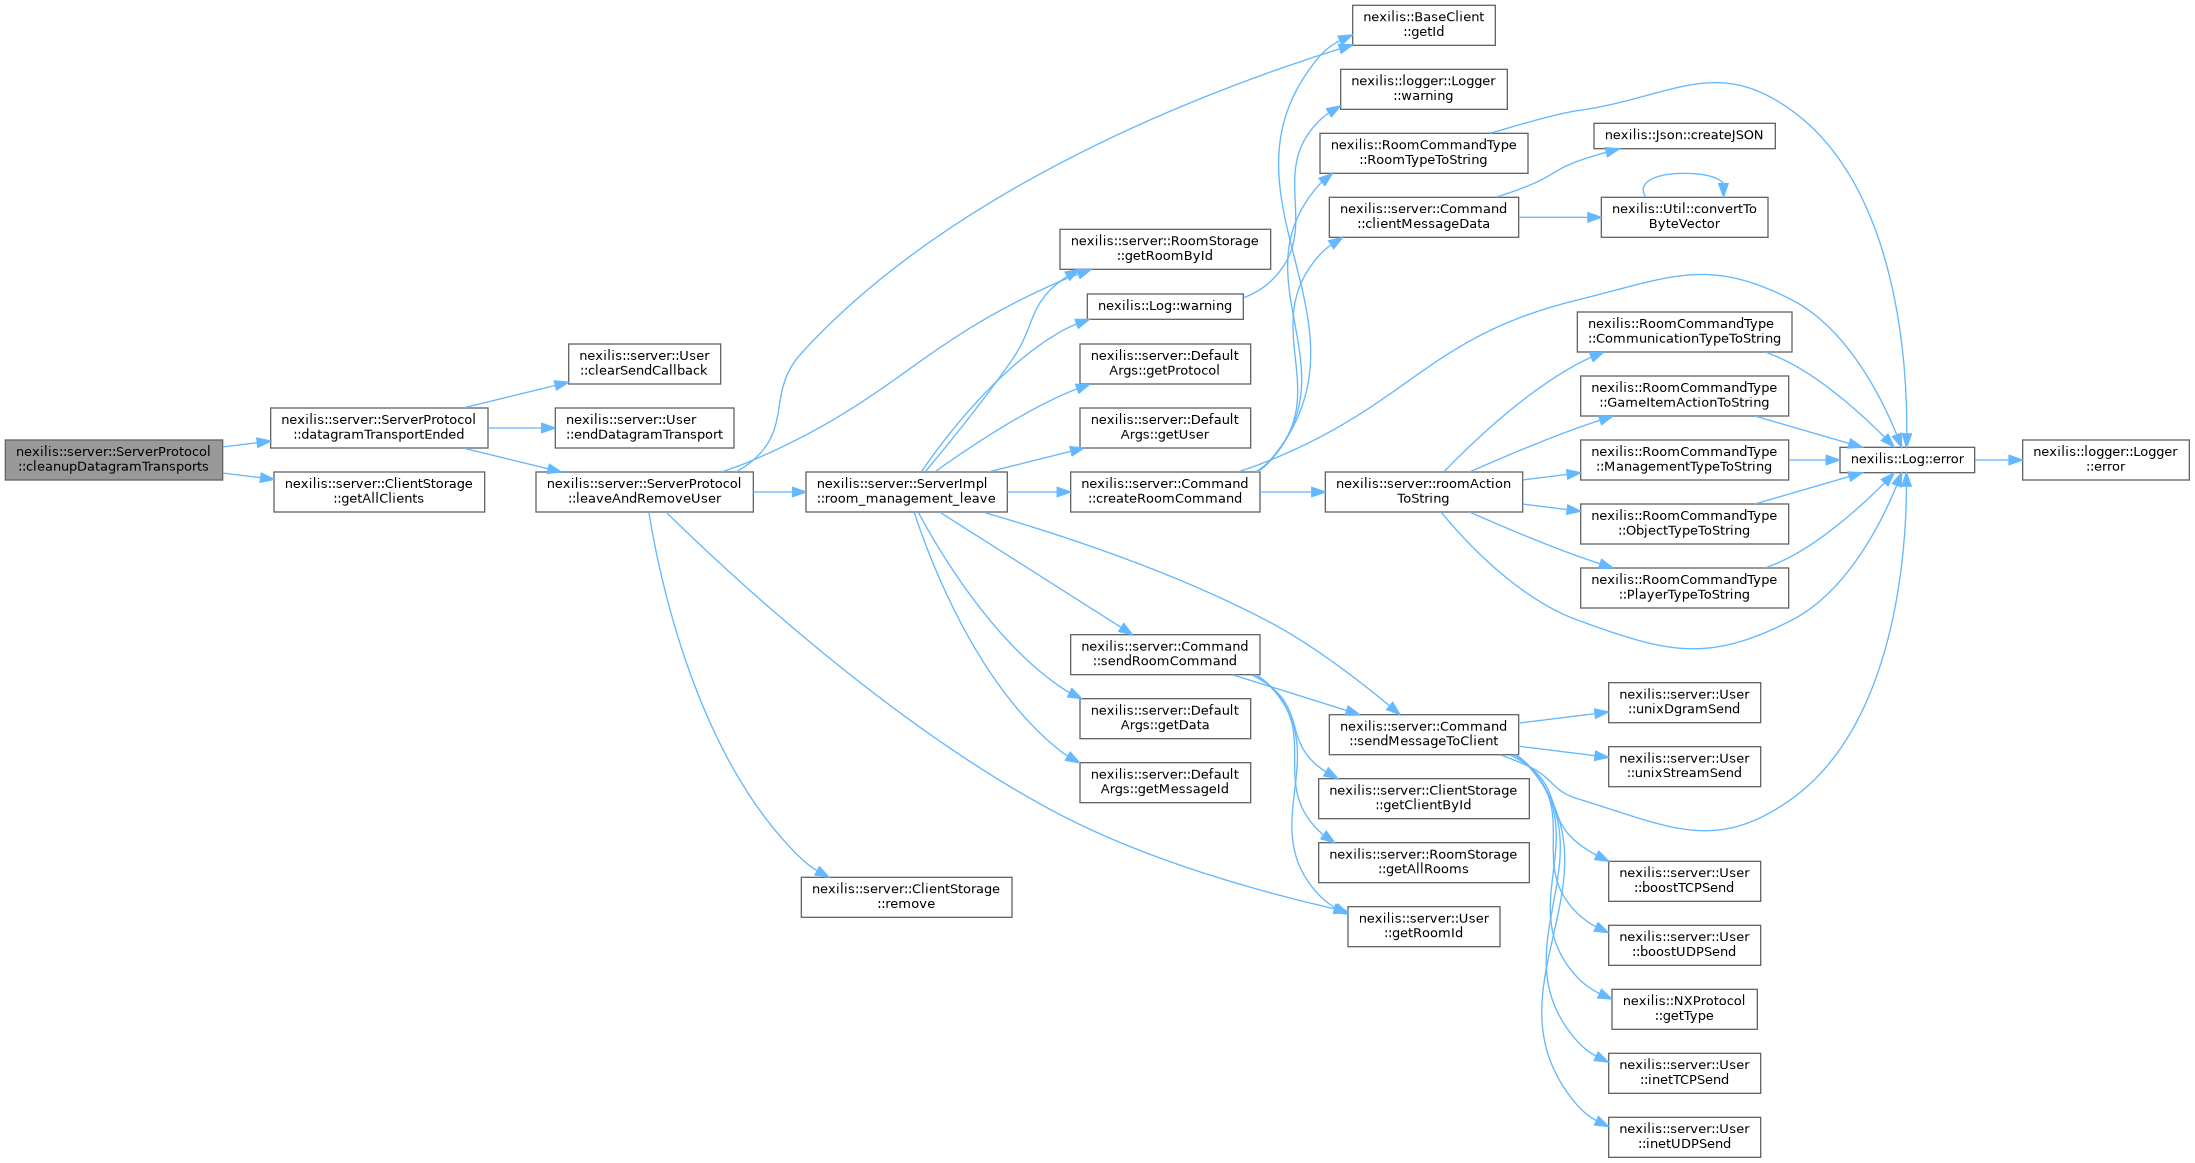 nexilis::server::ServerProtocol
::cleanupDatagramTransports
nexilis::server::ServerProtocol
::datagramTransportEnded
nexilis::server::ClientStorage
::getAllClients
nexilis::server::User
::clearSendCallback
nexilis::server::User
::endDatagramTransport
nexilis::server::ServerProtocol
::leaveAndRemoveUser
nexilis::server::ServerImpl
::room_management_leave
nexilis::server::ClientStorage
::remove
nexilis::server::RoomStorage
::getRoomById
nexilis::Log::warning
nexilis::server::Default
Args::getProtocol
nexilis::server::Default
Args::getUser
nexilis::server::Command
::createRoomCommand
nexilis::server::Command
::sendRoomCommand
nexilis::server::Default
Args::getData
nexilis::server::Default
Args::getMessageId
nexilis::BaseClient
::getId
nexilis::logger::Logger
::warning
nexilis::RoomCommandType
::RoomTypeToString
nexilis::server::Command
::clientMessageData
nexilis::server::roomAction
ToString
nexilis::server::Command
::sendMessageToClient
nexilis::server::ClientStorage
::getClientById
nexilis::server::RoomStorage
::getAllRooms
nexilis::server::User
::getRoomId
nexilis::Json::createJSON
nexilis::Util::convertTo
ByteVector
nexilis::RoomCommandType
::CommunicationTypeToString
nexilis::RoomCommandType
::GameItemActionToString
nexilis::RoomCommandType
::ManagementTypeToString
nexilis::RoomCommandType
::ObjectTypeToString
nexilis::RoomCommandType
::PlayerTypeToString
nexilis::server::User
::unixDgramSend
nexilis::server::User
::unixStreamSend
nexilis::server::User
::boostTCPSend
nexilis::server::User
::boostUDPSend
nexilis::NXProtocol
::getType
nexilis::server::User
::inetTCPSend
nexilis::server::User
::inetUDPSend
nexilis::Log::error
nexilis::logger::Logger
::error